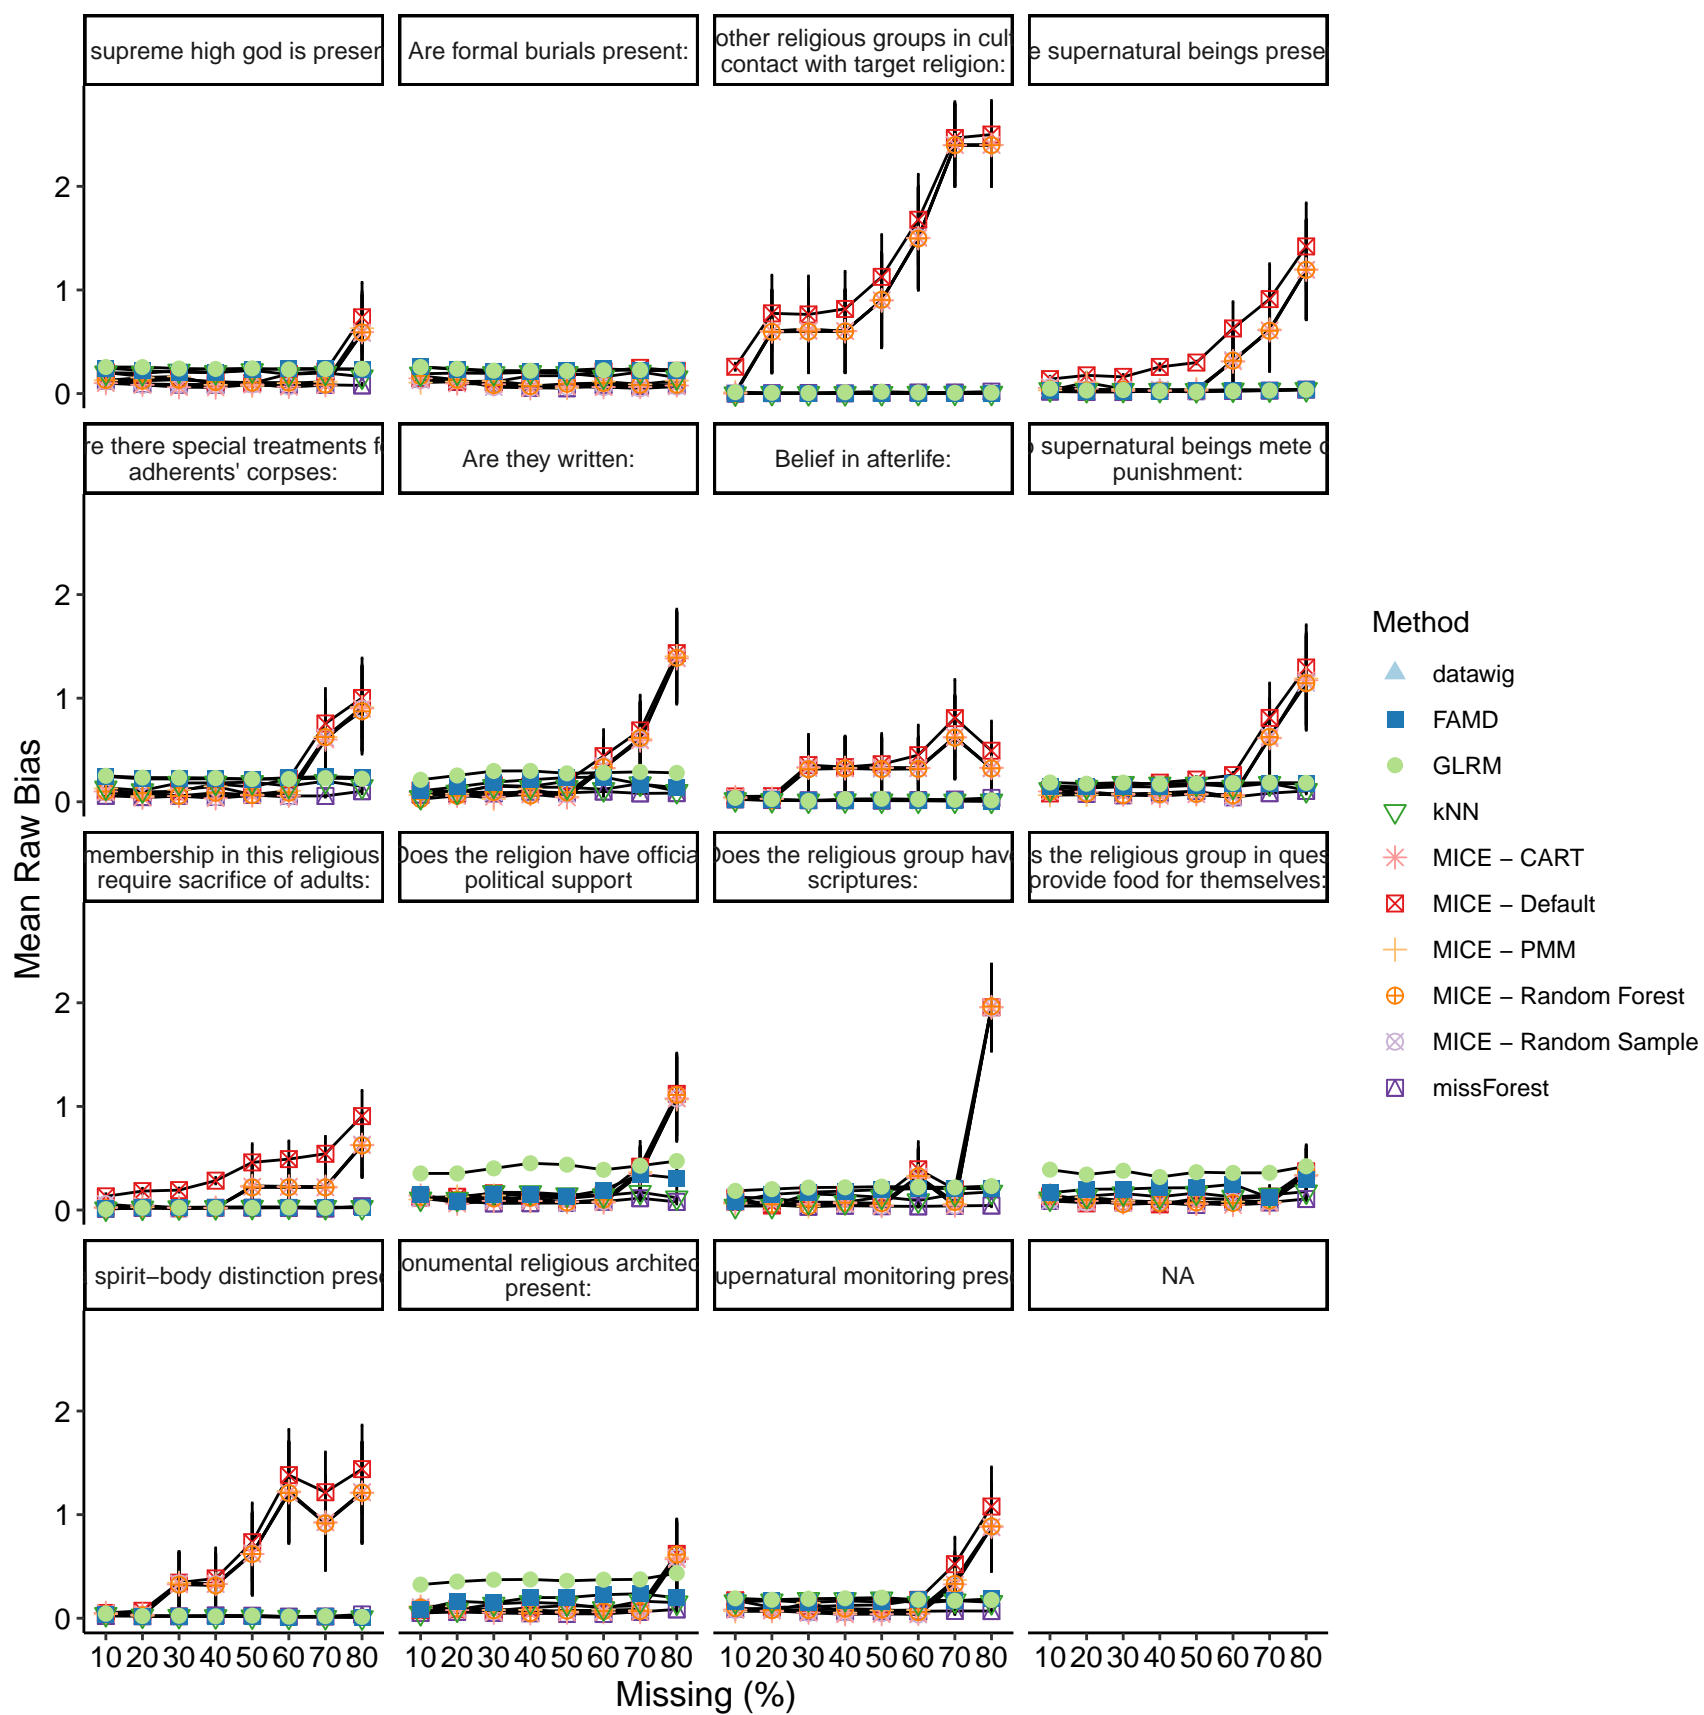 supreme high god is presen
Are formal burials present:
other religious groups in cul
contact with target religion:
e supernatural beings prese
2
1
0
re there special treatments f
adherents' corpses:
Are they written:
Belief in afterlife:
supernatural beings mete o
punishment:
2
1
0
membership in this religious
require sacrifice of adults:
Does the religion have officia
political support
Does the religious group have
scriptures:
s the religious group in ques
provide food for themselves:
2
1
0
spirit−body distinction prese
onumental religious architec
present:
upernatural monitoring prese
NA
2
1
0
10 20 30 40 50 60 70 80
10 20 30 40 50 60 70 80
10 20 30 40 50 60 70 80
10 20 30 40 50 60 70 80
Missing (%)
Mean Raw Bias
Method
datawig
FAMD
GLRM
kNN
MICE − CART
MICE − Default
MICE − PMM
MICE − Random Forest
MICE − Random Sample
missForest